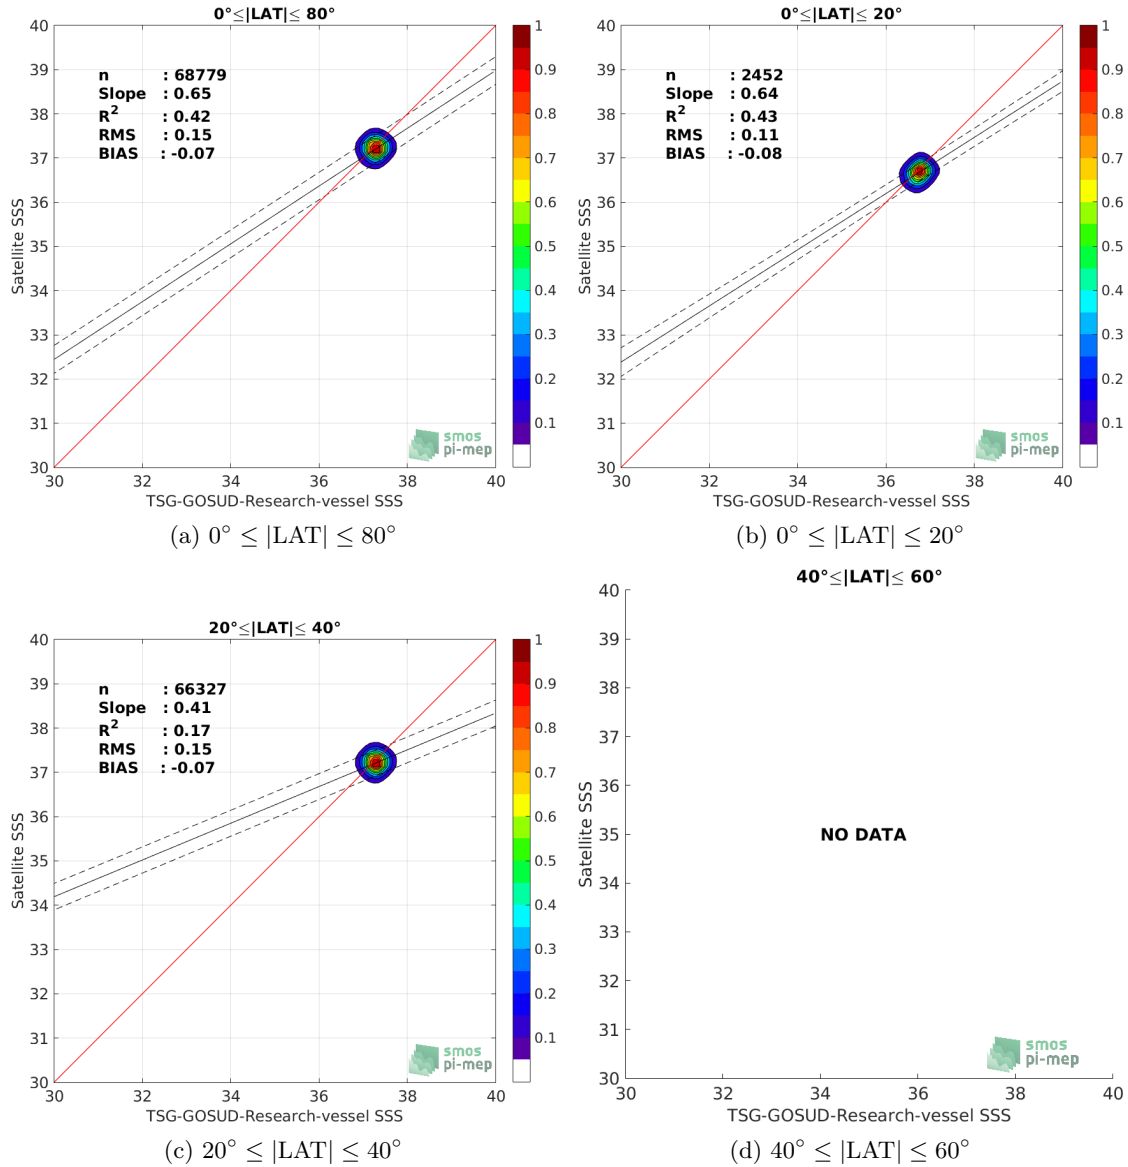 0°≤|LAT|≤ 80°
n : 68779
Slope : 0.65
R2 : 0.42
RMS : 0.15
BIAS : -0.07
40
39
38
37
36
35
34
33
32
31
30
30 32 34 36 38 40
Satellite SSS
TSG-GOSUD-Research-vessel SSS
1
0.9
0.8
0.7
0.6
0.5
0.4
0.3
0.2
0.1
smos
pi-mep
(a) 0° ≤ |LAT| ≤ 80°
0°≤|LAT|≤ 20°
n : 2452
Slope : 0.64
R2 : 0.43
RMS : 0.11
BIAS : -0.08
40
39
38
37
36
35
34
33
32
31
30
30 32 34 36 38 40
Satellite SSS
TSG-GOSUD-Research-vessel SSS
1
0.9
0.8
0.7
0.6
0.5
0.4
0.3
0.2
0.1
smos
pi-mep
(b) 0° ≤ |LAT| ≤ 20°
20°≤|LAT|≤ 40°
n : 66327
Slope : 0.41
R2 : 0.17
RMS : 0.15
BIAS : -0.07
40
39
38
37
36
35
34
33
32
31
30
30 32 34 36 38 40
Satellite SSS
TSG-GOSUD-Research-vessel SSS
1
0.9
0.8
0.7
0.6
0.5
0.4
0.3
0.2
0.1
smos
pi-mep
(c) 20° ≤ |LAT| ≤ 40°
40°≤|LAT|≤ 60°
40
39
38
37
36
35
34
33
32
31
30
30 32 34 36 38 40
Satellite SSS
NO DATA
TSG-GOSUD-Research-vessel SSS
smos
pi-mep
(d) 40° ≤ |LAT| ≤ 60°